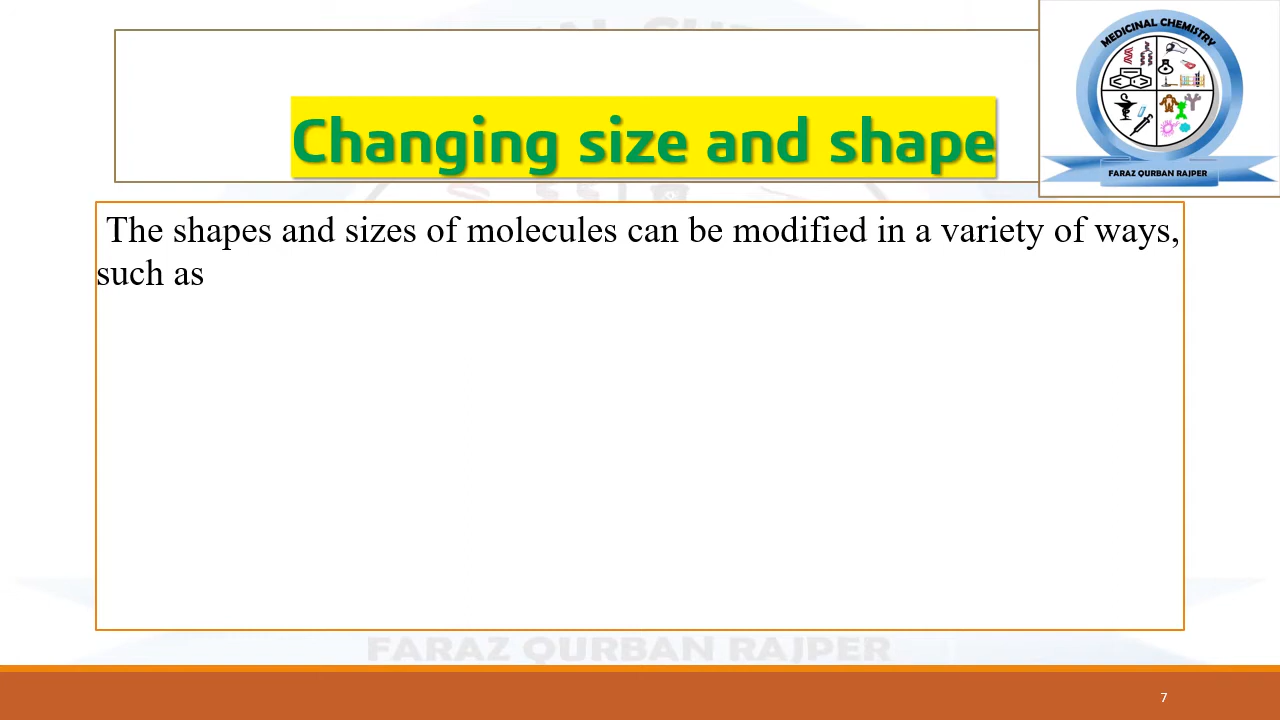 MEDICINAL CHEMISTRY
FARAZ QURBAN RAJPER
Changing size and shape
The shapes and sizes of molecules can be modified in a variety of ways,
such as
FARAZ QURBAN RAJPER
7